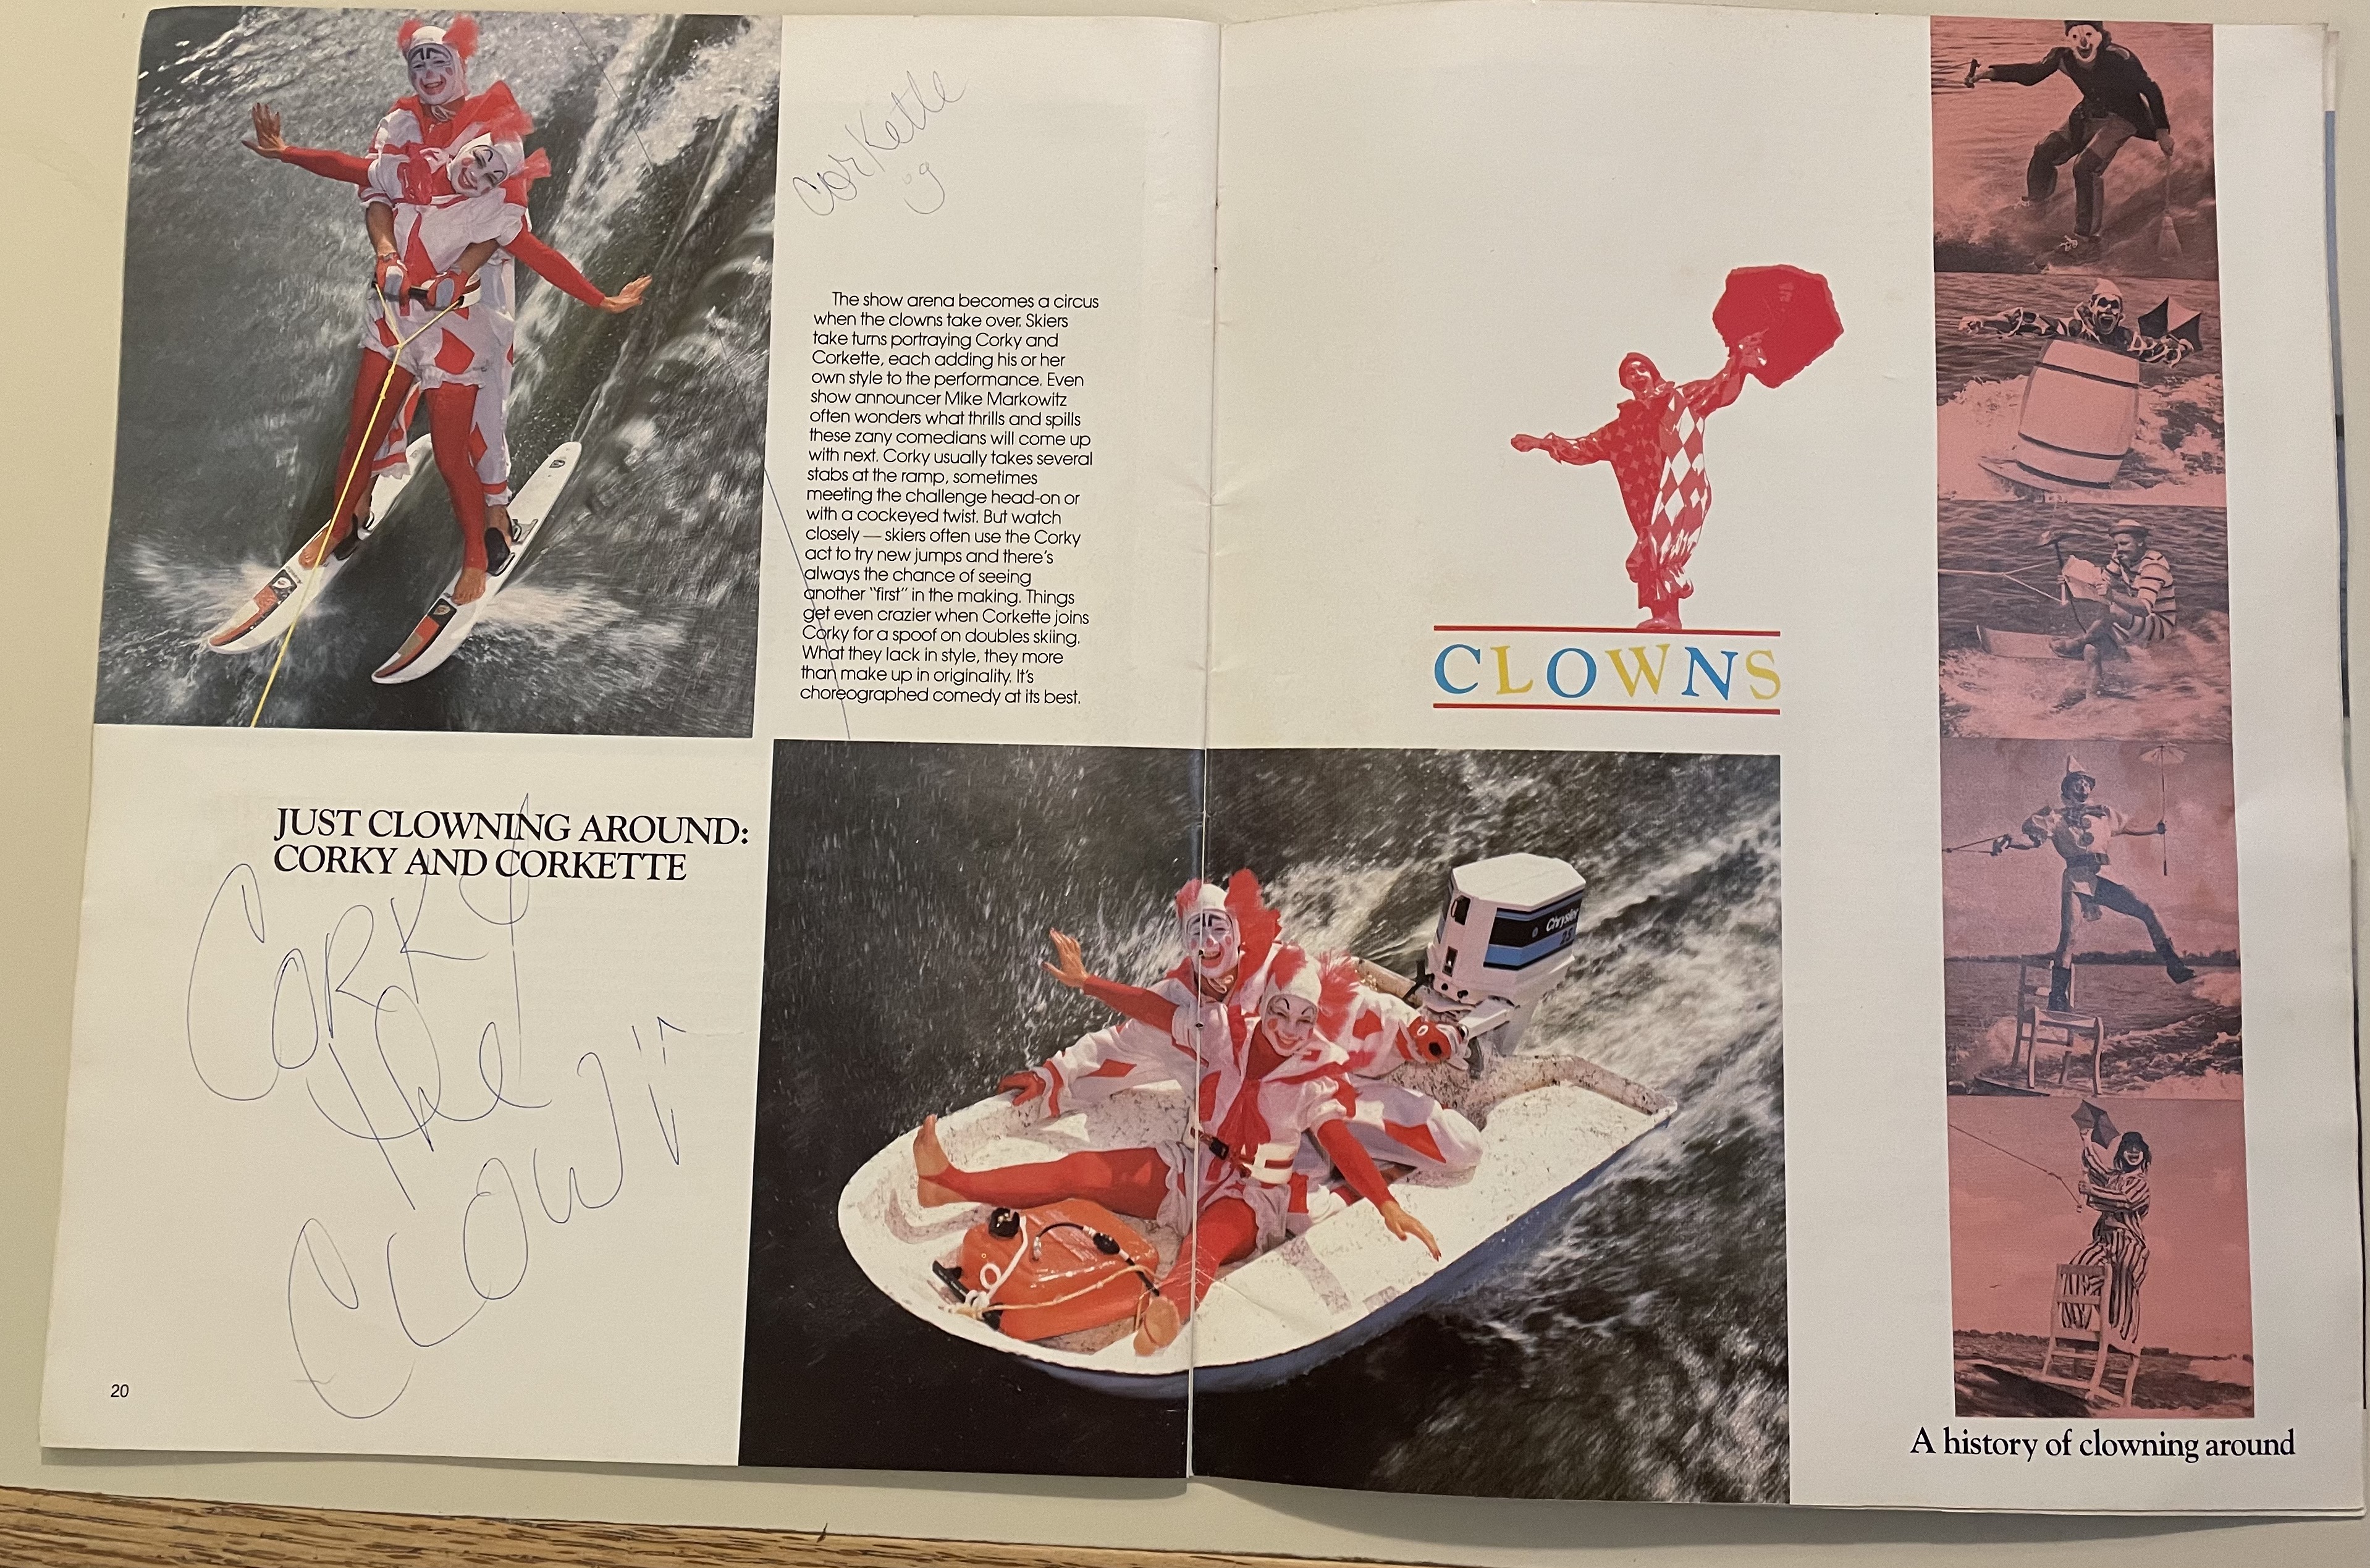 Corkette
The show arena becomes a circus
when the clowns take over. Skiers
take turns portraying Corky and
Corkette, each adding his or her
own style to the performance. Even
show announcer Mike Markowitz
often wonders what thrills and spills
these zany comedians will come up
with next. Corky usually takes several
stabs at the ramp, sometimes
meeting the challenge head-on or
with a cockeyed twist. But watch
closely — skiers often use the Corky
act to try new jumps and there's
always the chance of seeing
another "first" in the making. Things
get even crazier when Corkette joins
Corky for a spoof on doubles skiing.
What they lack in style, they more
than make up in originality. It's
choreographed comedy at its best.
JUST CLOWNING AROUND:
CORKY AND CORKETTE
CORKY
the
CLOWN
20
CLOWNS
Chrysler
25
A history of clowning around